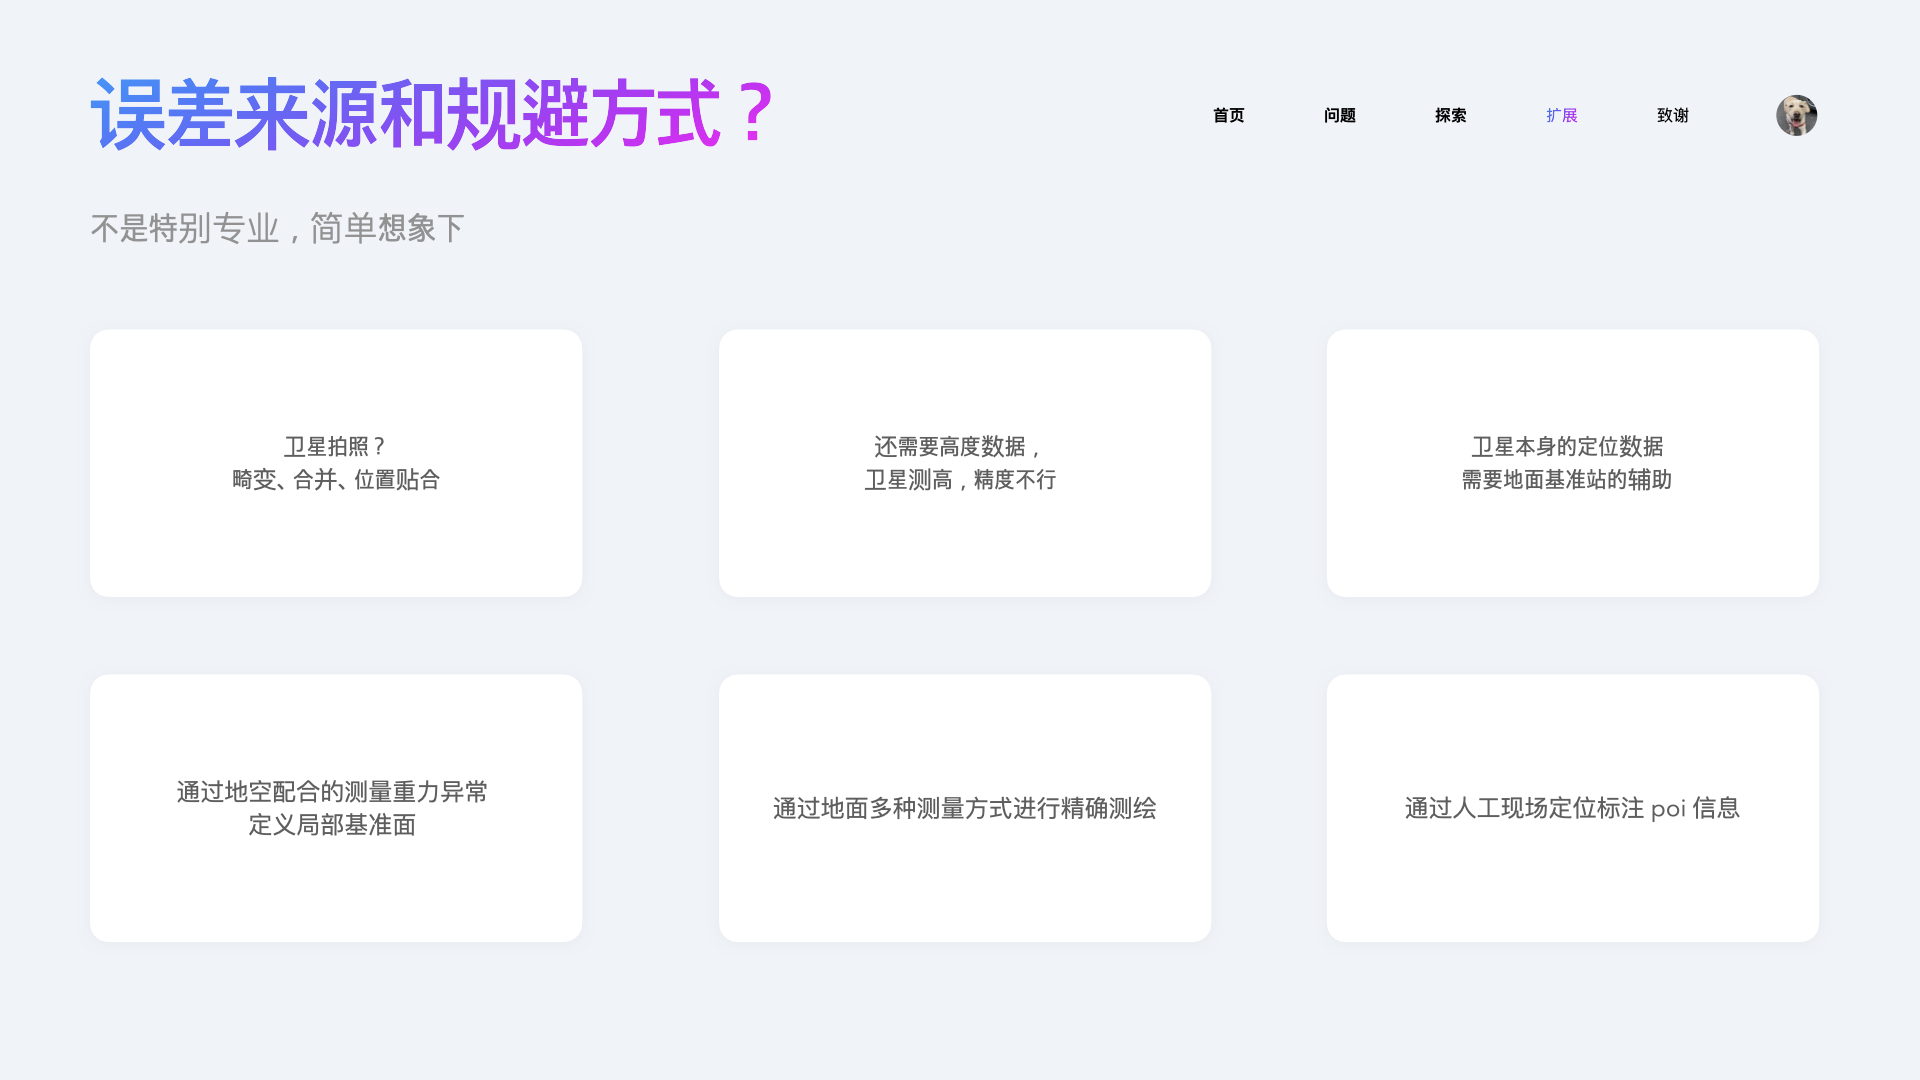 误差来源和规避方式？
首页
问题
探索
扩展
致谢
不是特别专业，简单想象下
卫星拍照？
畸变、合并、位置贴合
还需要高度数据，
卫星测高，精度不行
卫星本身的定位数据
需要地面基准站的辅助
通过地空配合的测量重力异常
定义局部基准面
通过地面多种测量方式进行精确测绘
通过人工现场定位标注 poi 信息